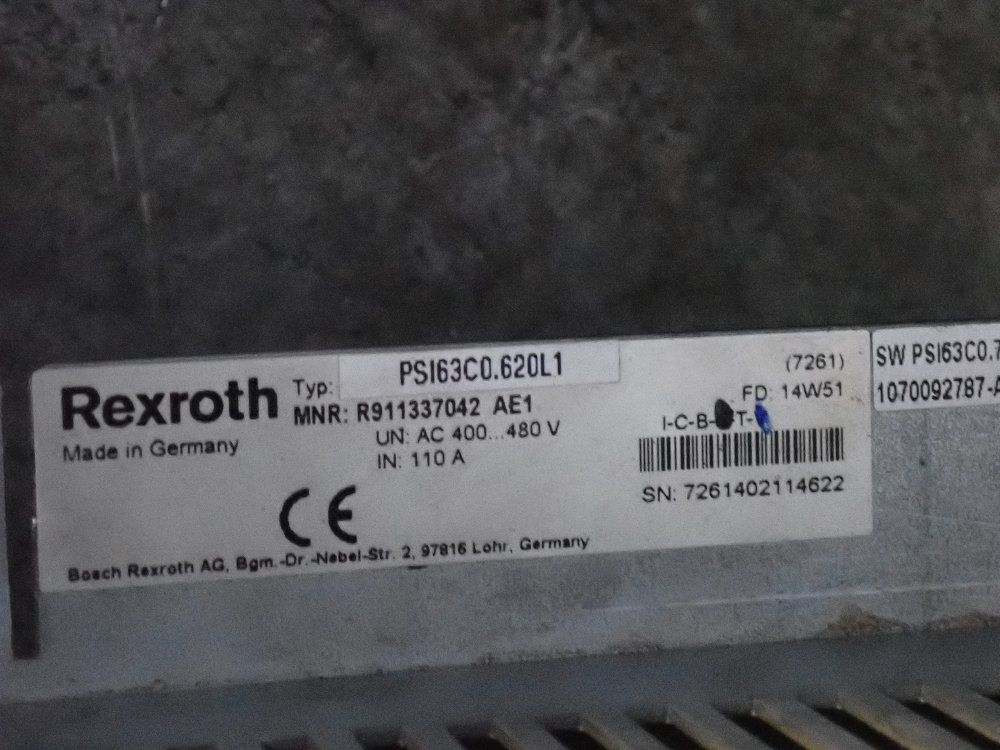 Rexroth
Made in Germany
Typ: PSI63C0.620L1
MNR: R911337042 AE1
UN: AC 400...480 V
IN: 110 A
(7261)
FD: 14W51
I-C-B- T-
SN: 7261402114622
CE
Bosch Rexroth AG, Bgm.-Dr.-Nebel-Str. 2, 97816 Lohr, Germany
SW PSI63C0.7
1070092787-A